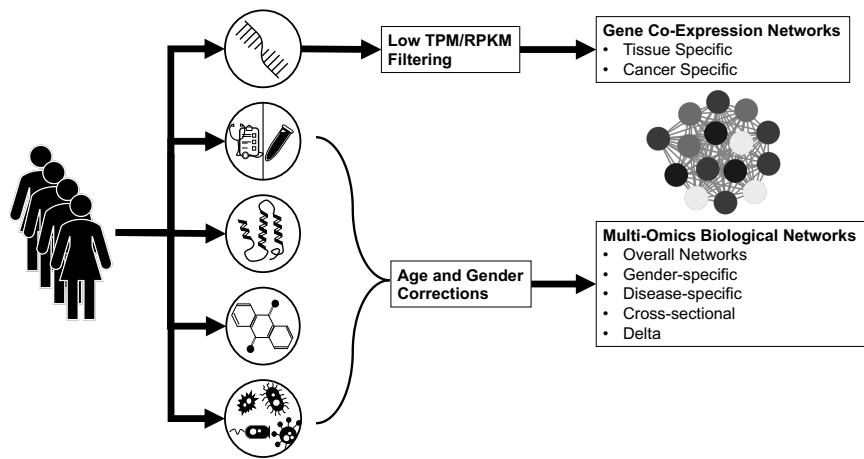 Low TPM/RPKM
Filtering
Gene Co-Expression Networks
• Tissue Specific
• Cancer Specific
Age and Gender
Corrections
Multi-Omics Biological Networks
• Overall Networks
• Gender-specific
• Disease-specific
• Cross-sectional
• Delta